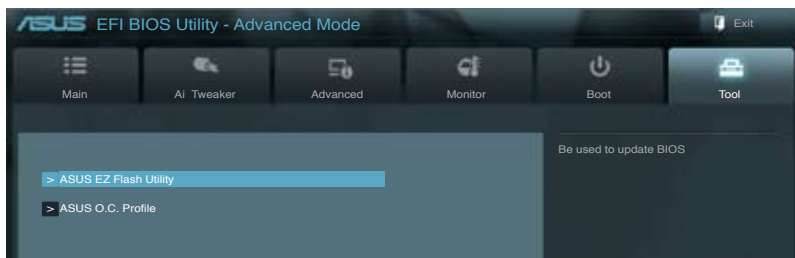 ASUS EFI BIOS Utility - Advanced Mode
Exit
Main
Ai Tweaker
Advanced
Monitor
Boot
Tool
Be used to update BIOS
> ASUS EZ Flash Utility
> ASUS O.C. Profile